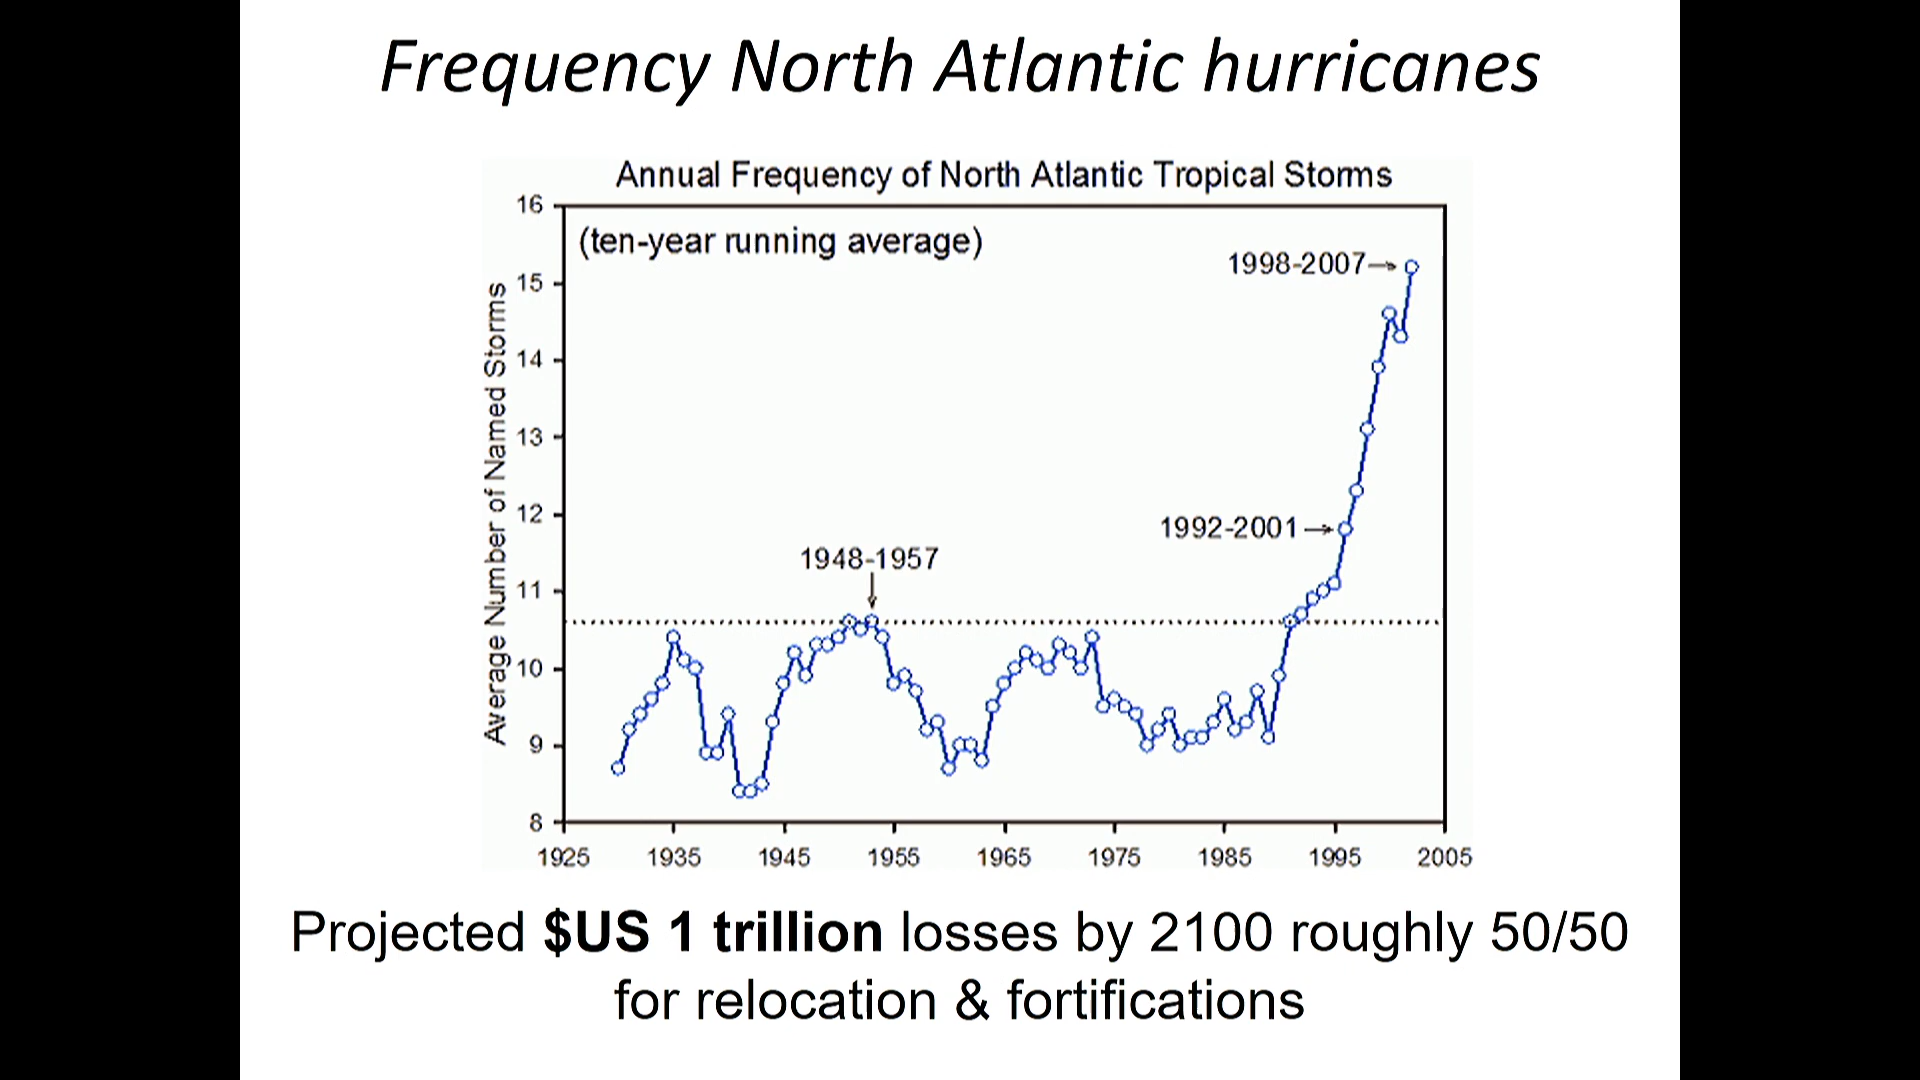 Frequency North Atlantic hurricanes
Annual Frequency of North Atlantic Tropical Storms
(ten-year running average)
Average Number of Named Storms
16
15
14
13
12
11
10
9
8
1998-2007
1992-2001
1948-1957
1925 1935 1945 1955 1965 1975 1985 1995 2005
Projected $US 1 trillion losses by 2100 roughly 50/50
for relocation & fortifications